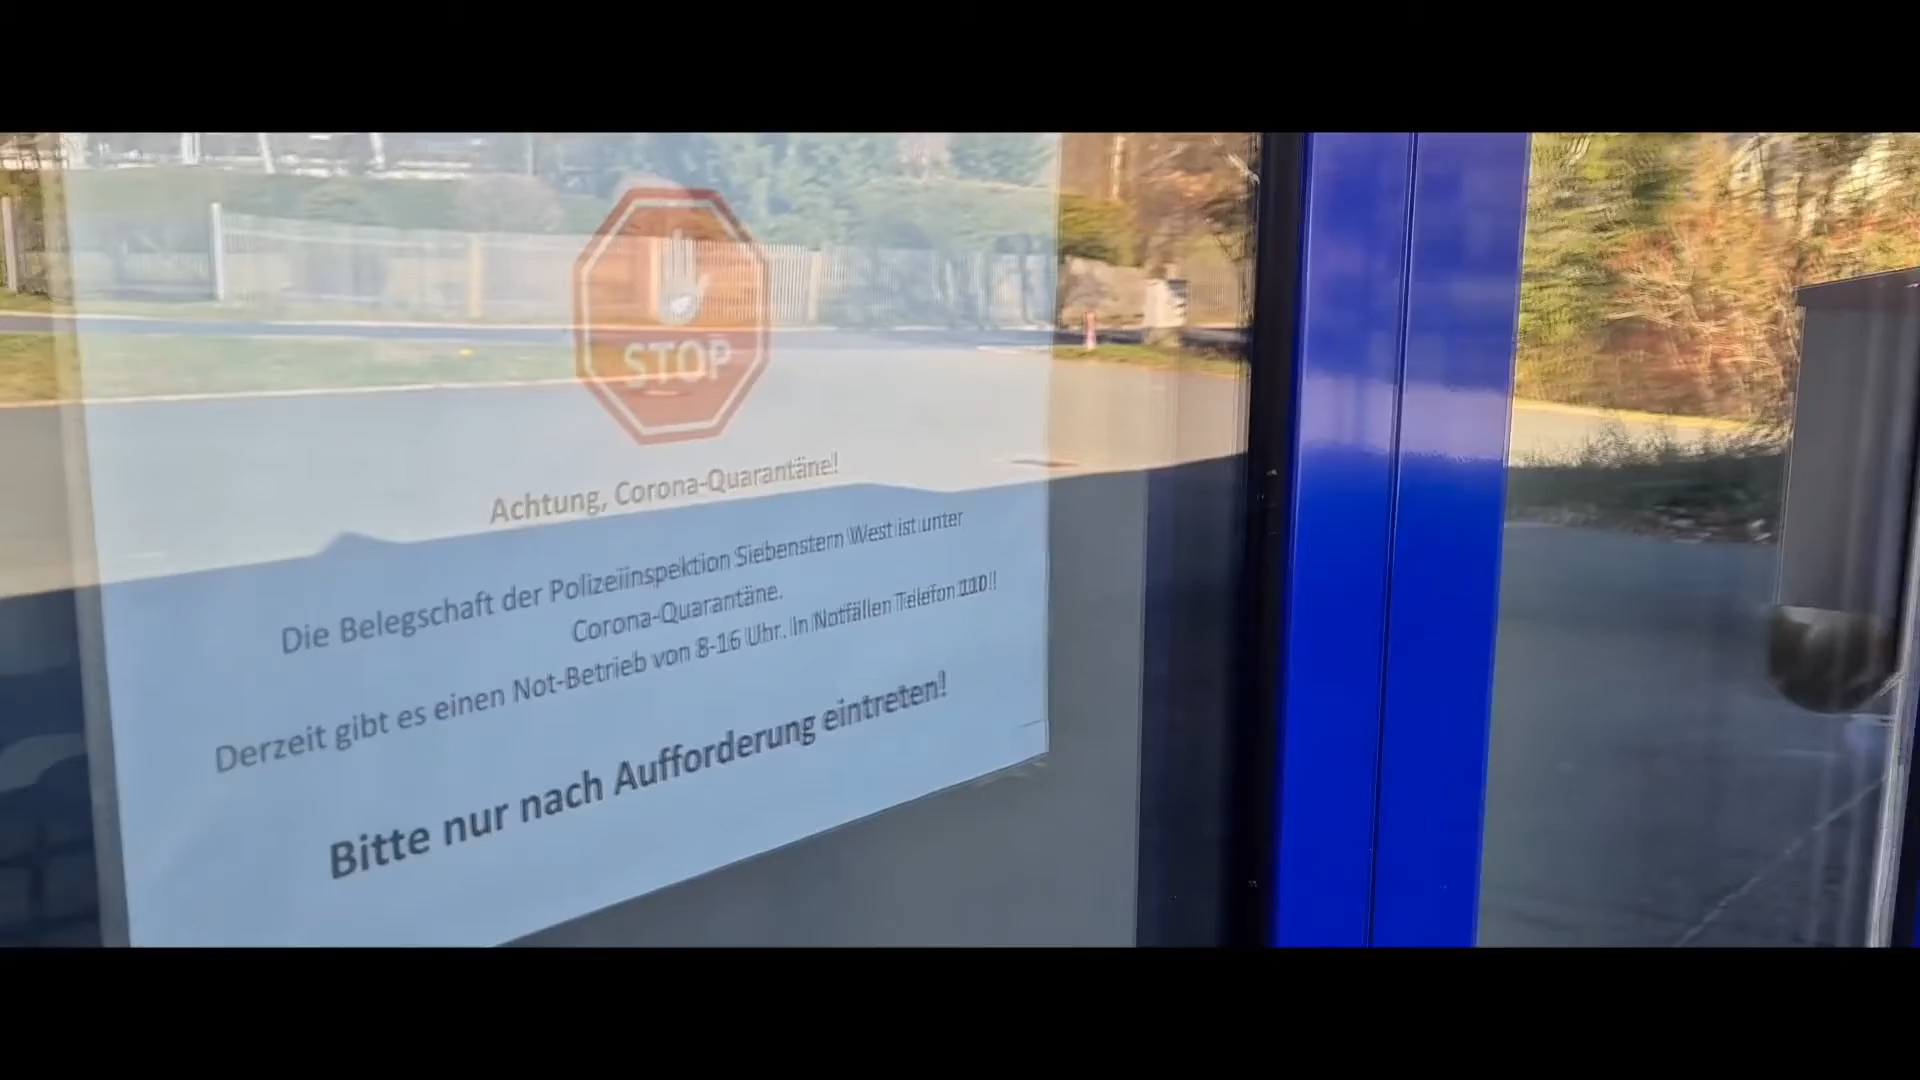 STOP
Achtung, Corona-Quarantäne!
Die Belegschaft der Polizeiinspektion Siebenstern West ist unter
Corona-Quarantäne.
Derzeit gibt es einen Not-Betrieb von 8-16 Uhr. In Notfällen Telefon 110!!
Bitte nur nach Aufforderung eintreten!